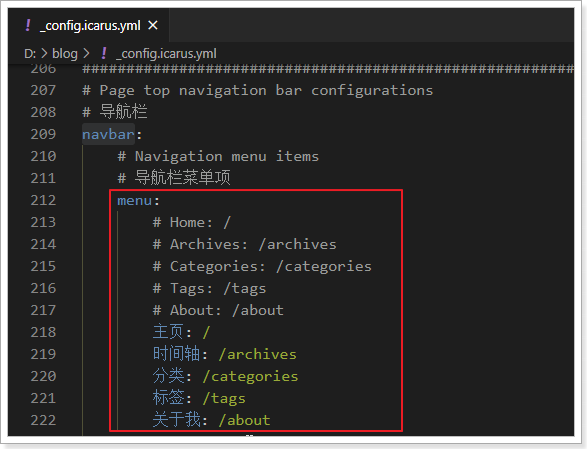 ! _config.icarus.yml ×
D: > blog > ! _config.icarus.yml
206 ############################################################
207 # Page top navigation bar configurations
208 # 导航栏
209 navbar:
210 # Navigation menu items
211 # 导航栏菜单项
212 menu:
213 # Home: /
214 # Archives: /archives
215 # Categories: /categories
216 # Tags: /tags
217 # About: /about
218 主页: /
219 时间轴: /archives
220 分类: /categories
221 标签: /tags
222 关于我: /about